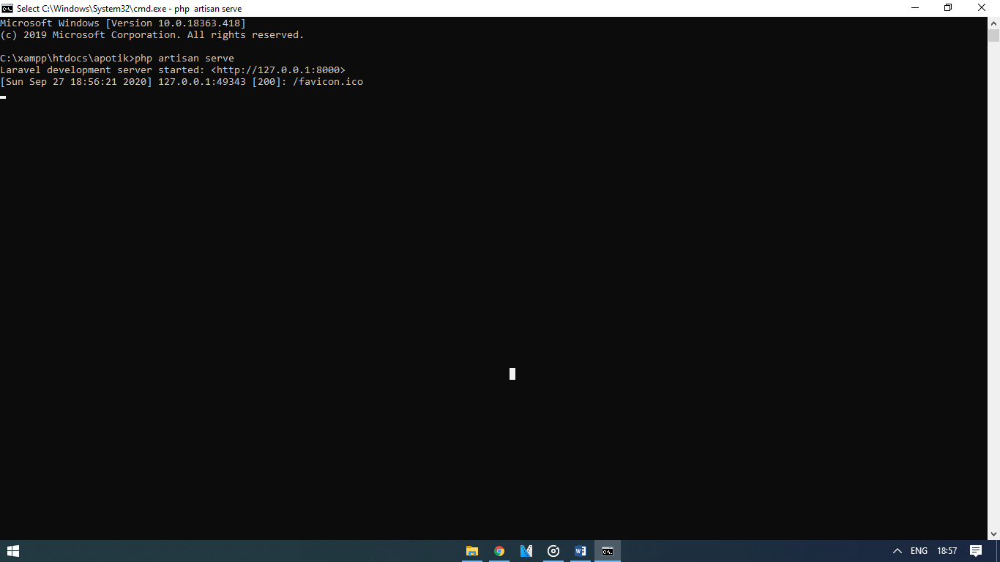 Select C:\Windows\System32\cmd.exe - php  artisan serve
Microsoft Windows [Version 10.0.18363.418]
(c) 2019 Microsoft Corporation. All rights reserved.
C:\xampp\htdocs\apotik>php artisan serve
Laravel development server started: <http://127.0.0.1:8000>
[Sun Sep 27 18:56:21 2020] 127.0.0.1:49343 [200]: /favicon.ico
ENG 18:57